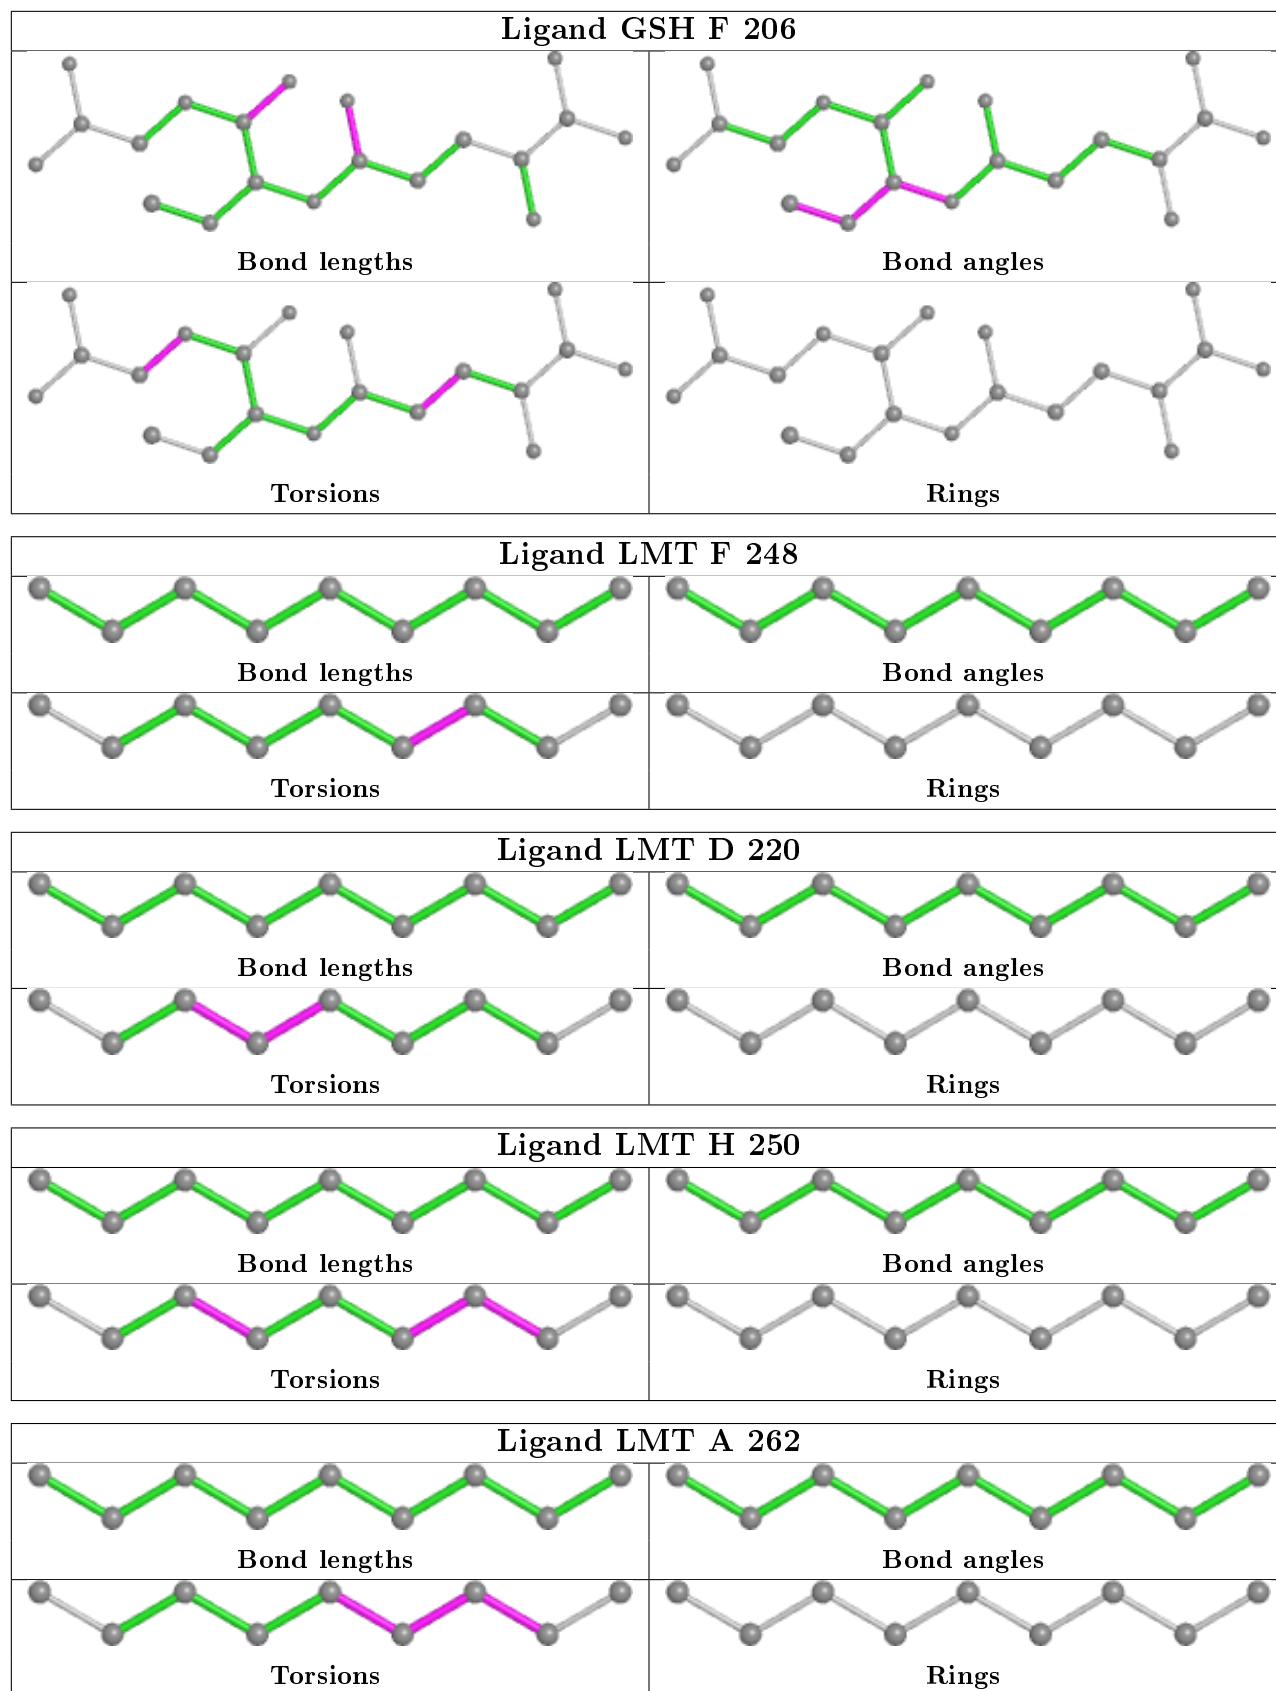 Ligand GSH F 206
Bond lengths
Bond angles
Torsions
Rings
Ligand LMT F 248
Bond lengths
Bond angles
Torsions
Rings
Ligand LMT D 220
Bond lengths
Bond angles
Torsions
Rings
Ligand LMT H 250
Bond lengths
Bond angles
Torsions
Rings
Ligand LMT A 262
Bond lengths
Bond angles
Torsions
Rings